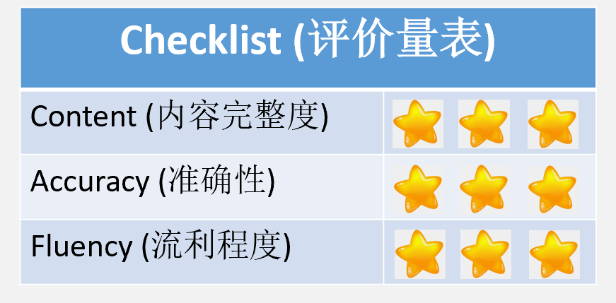 Checklist (评价量表)
Content (内容完整度)
Accuracy (准确性)
Fluency (流利程度)